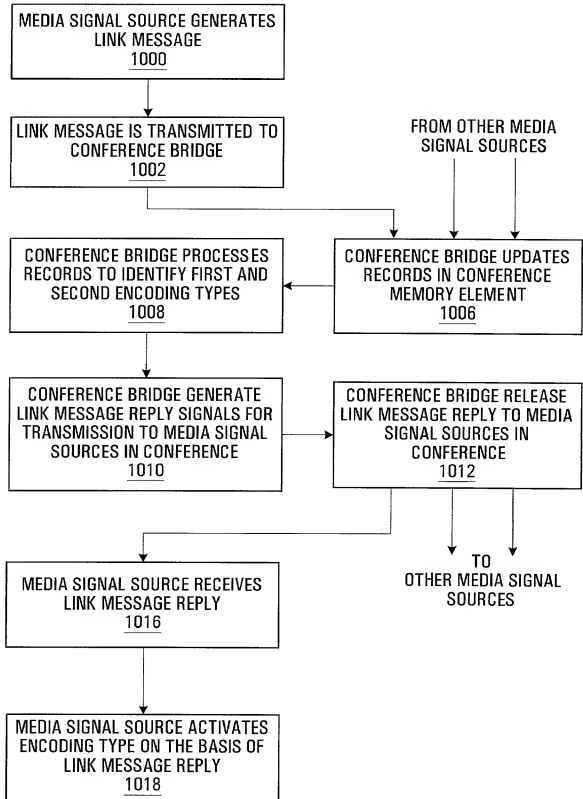 MEDIA SIGNAL SOURCE GENERATES
LINK MESSAGE
1000
LINK MESSAGE IS TRANSMITTED TO
CONFERENCE BRIDGE
1002
FROM OTHER MEDIA
SIGNAL SOURCES
CONFERENCE BRIDGE UPDATES
RECORDS IN CONFERENCE
MEMORY ELEMENT
1006
CONFERENCE BRIDGE PROCESSES
RECORDS TO IDENTIFY FIRST AND
SECOND ENCODING TYPES
1008
CONFERENCE BRIDGE GENERATE
LINK MESSAGE REPLY SIGNALS FOR
TRANSMISSION TO MEDIA SIGNAL
SOURCES IN CONFERENCE
1010
CONFERENCE BRIDGE RELEASE
LINK MESSAGE REPLY TO MEDIA
SIGNAL SOURCES IN
CONFERENCE
1012
TO
OTHER MEDIA SIGNAL
SOURCES
MEDIA SIGNAL SOURCE RECEIVES
LINK MESSAGE REPLY
1016
MEDIA SIGNAL SOURCE ACTIVATES
ENCODING TYPE ON THE BASIS OF
LINK MESSAGE REPLY
1018